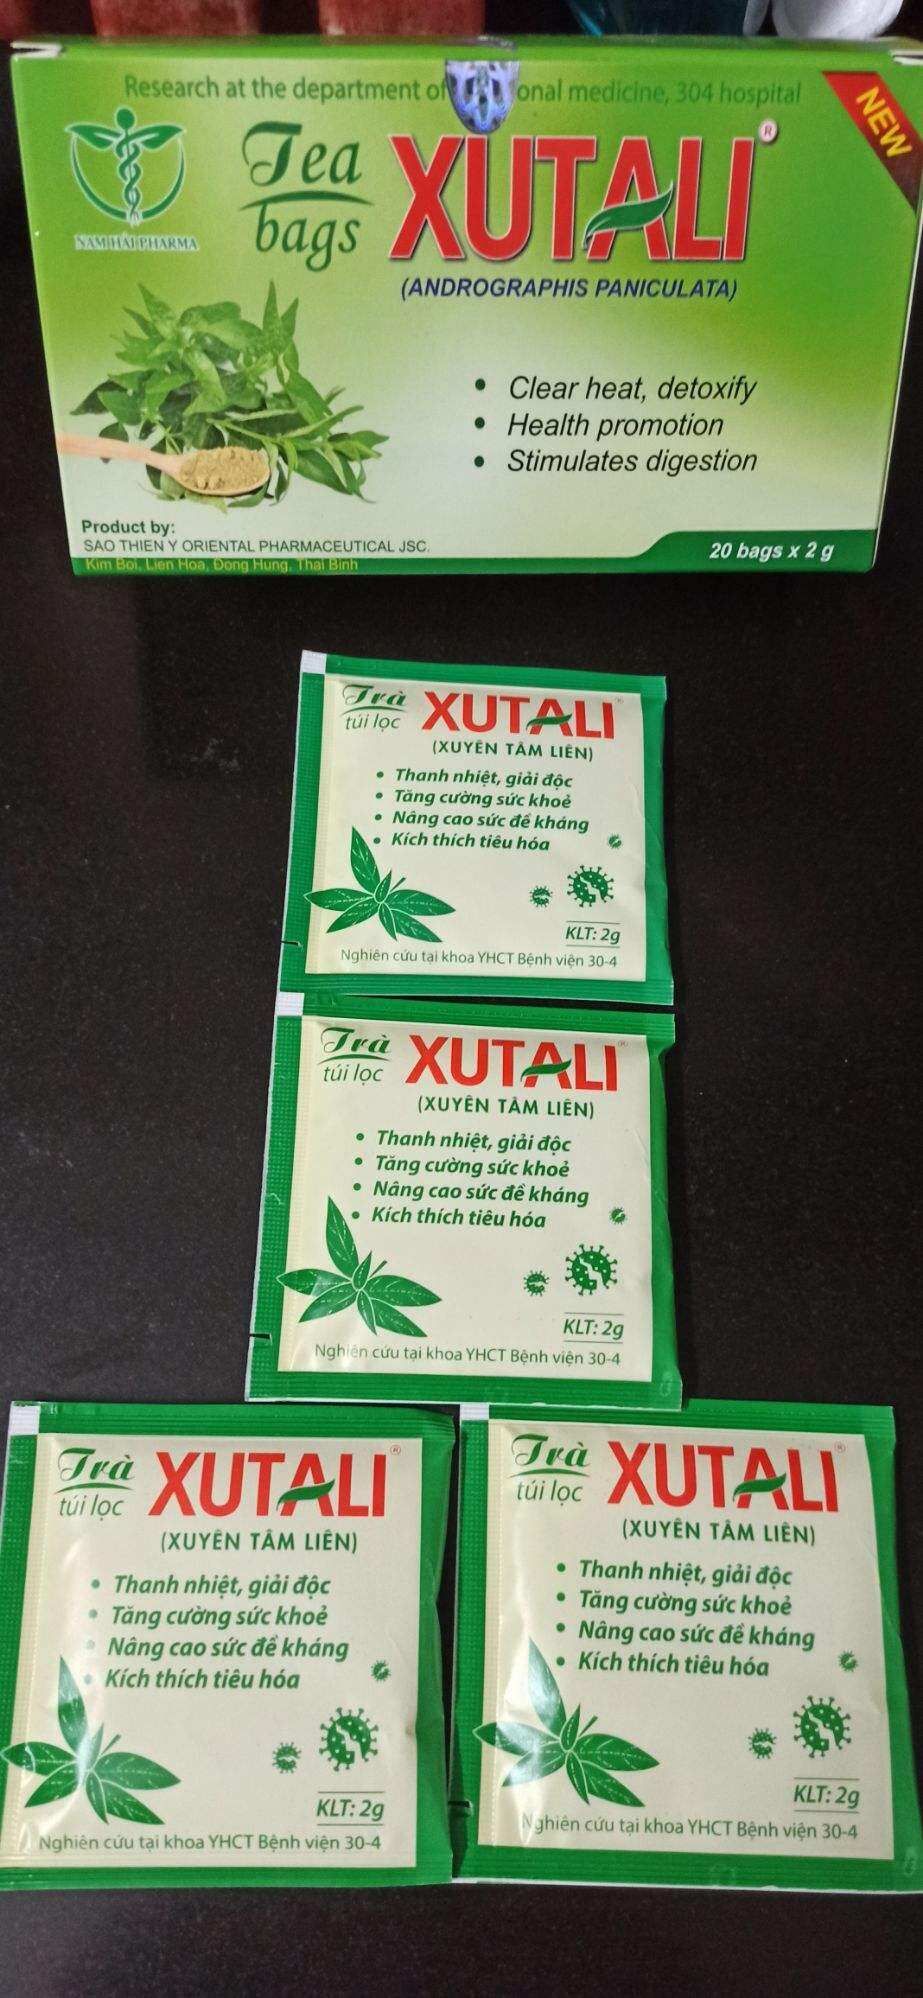 Research at the department of onal medicine, 304 hospital
NEW
Tea
bags
XUTALI®
NAM HẢI PHARMA
(ANDROGRAPHIS PANICULATA)
• Clear heat, detoxify
• Health promotion
• Stimulates digestion
Product by:
SAO THIEN Y ORIENTAL PHARMACEUTICAL JSC.
Kim Boi, Lien Hoa, Đong Hung, Thai Binh
20 bags x 2 g
Trà
túi lọc
XUTALI®
(XUYÊN TÂM LIÊN)
• Thanh nhiệt, giải độc
• Tăng cường sức khoẻ
• Nâng cao sức đề kháng
• Kích thích tiêu hóa
KLT: 2g
Nghiên cứu tại khoa YHCT Bệnh viện 30-4
Trà
túi lọc
XUTALI®
(XUYÊN TÂM LIÊN)
• Thanh nhiệt, giải độc
• Tăng cường sức khoẻ
• Nâng cao sức đề kháng
• Kích thích tiêu hóa
KLT: 2g
Nghiên cứu tại khoa YHCT Bệnh viện 30-4
Trà
túi lọc
XUTALI®
(XUYÊN TÂM LIÊN)
• Thanh nhiệt, giải độc
• Tăng cường sức khoẻ
• Nâng cao sức đề kháng
• Kích thích tiêu hóa
KLT: 2g
Nghiên cứu tại khoa YHCT Bệnh viện 30-4
Trà
túi lọc
XUTALI®
(XUYÊN TÂM LIÊN)
• Thanh nhiệt, giải độc
• Tăng cường sức khoẻ
• Nâng cao sức đề kháng
• Kích thích tiêu hóa
KLT: 2g
Nghiên cứu tại khoa YHCT Bệnh viện 30-4